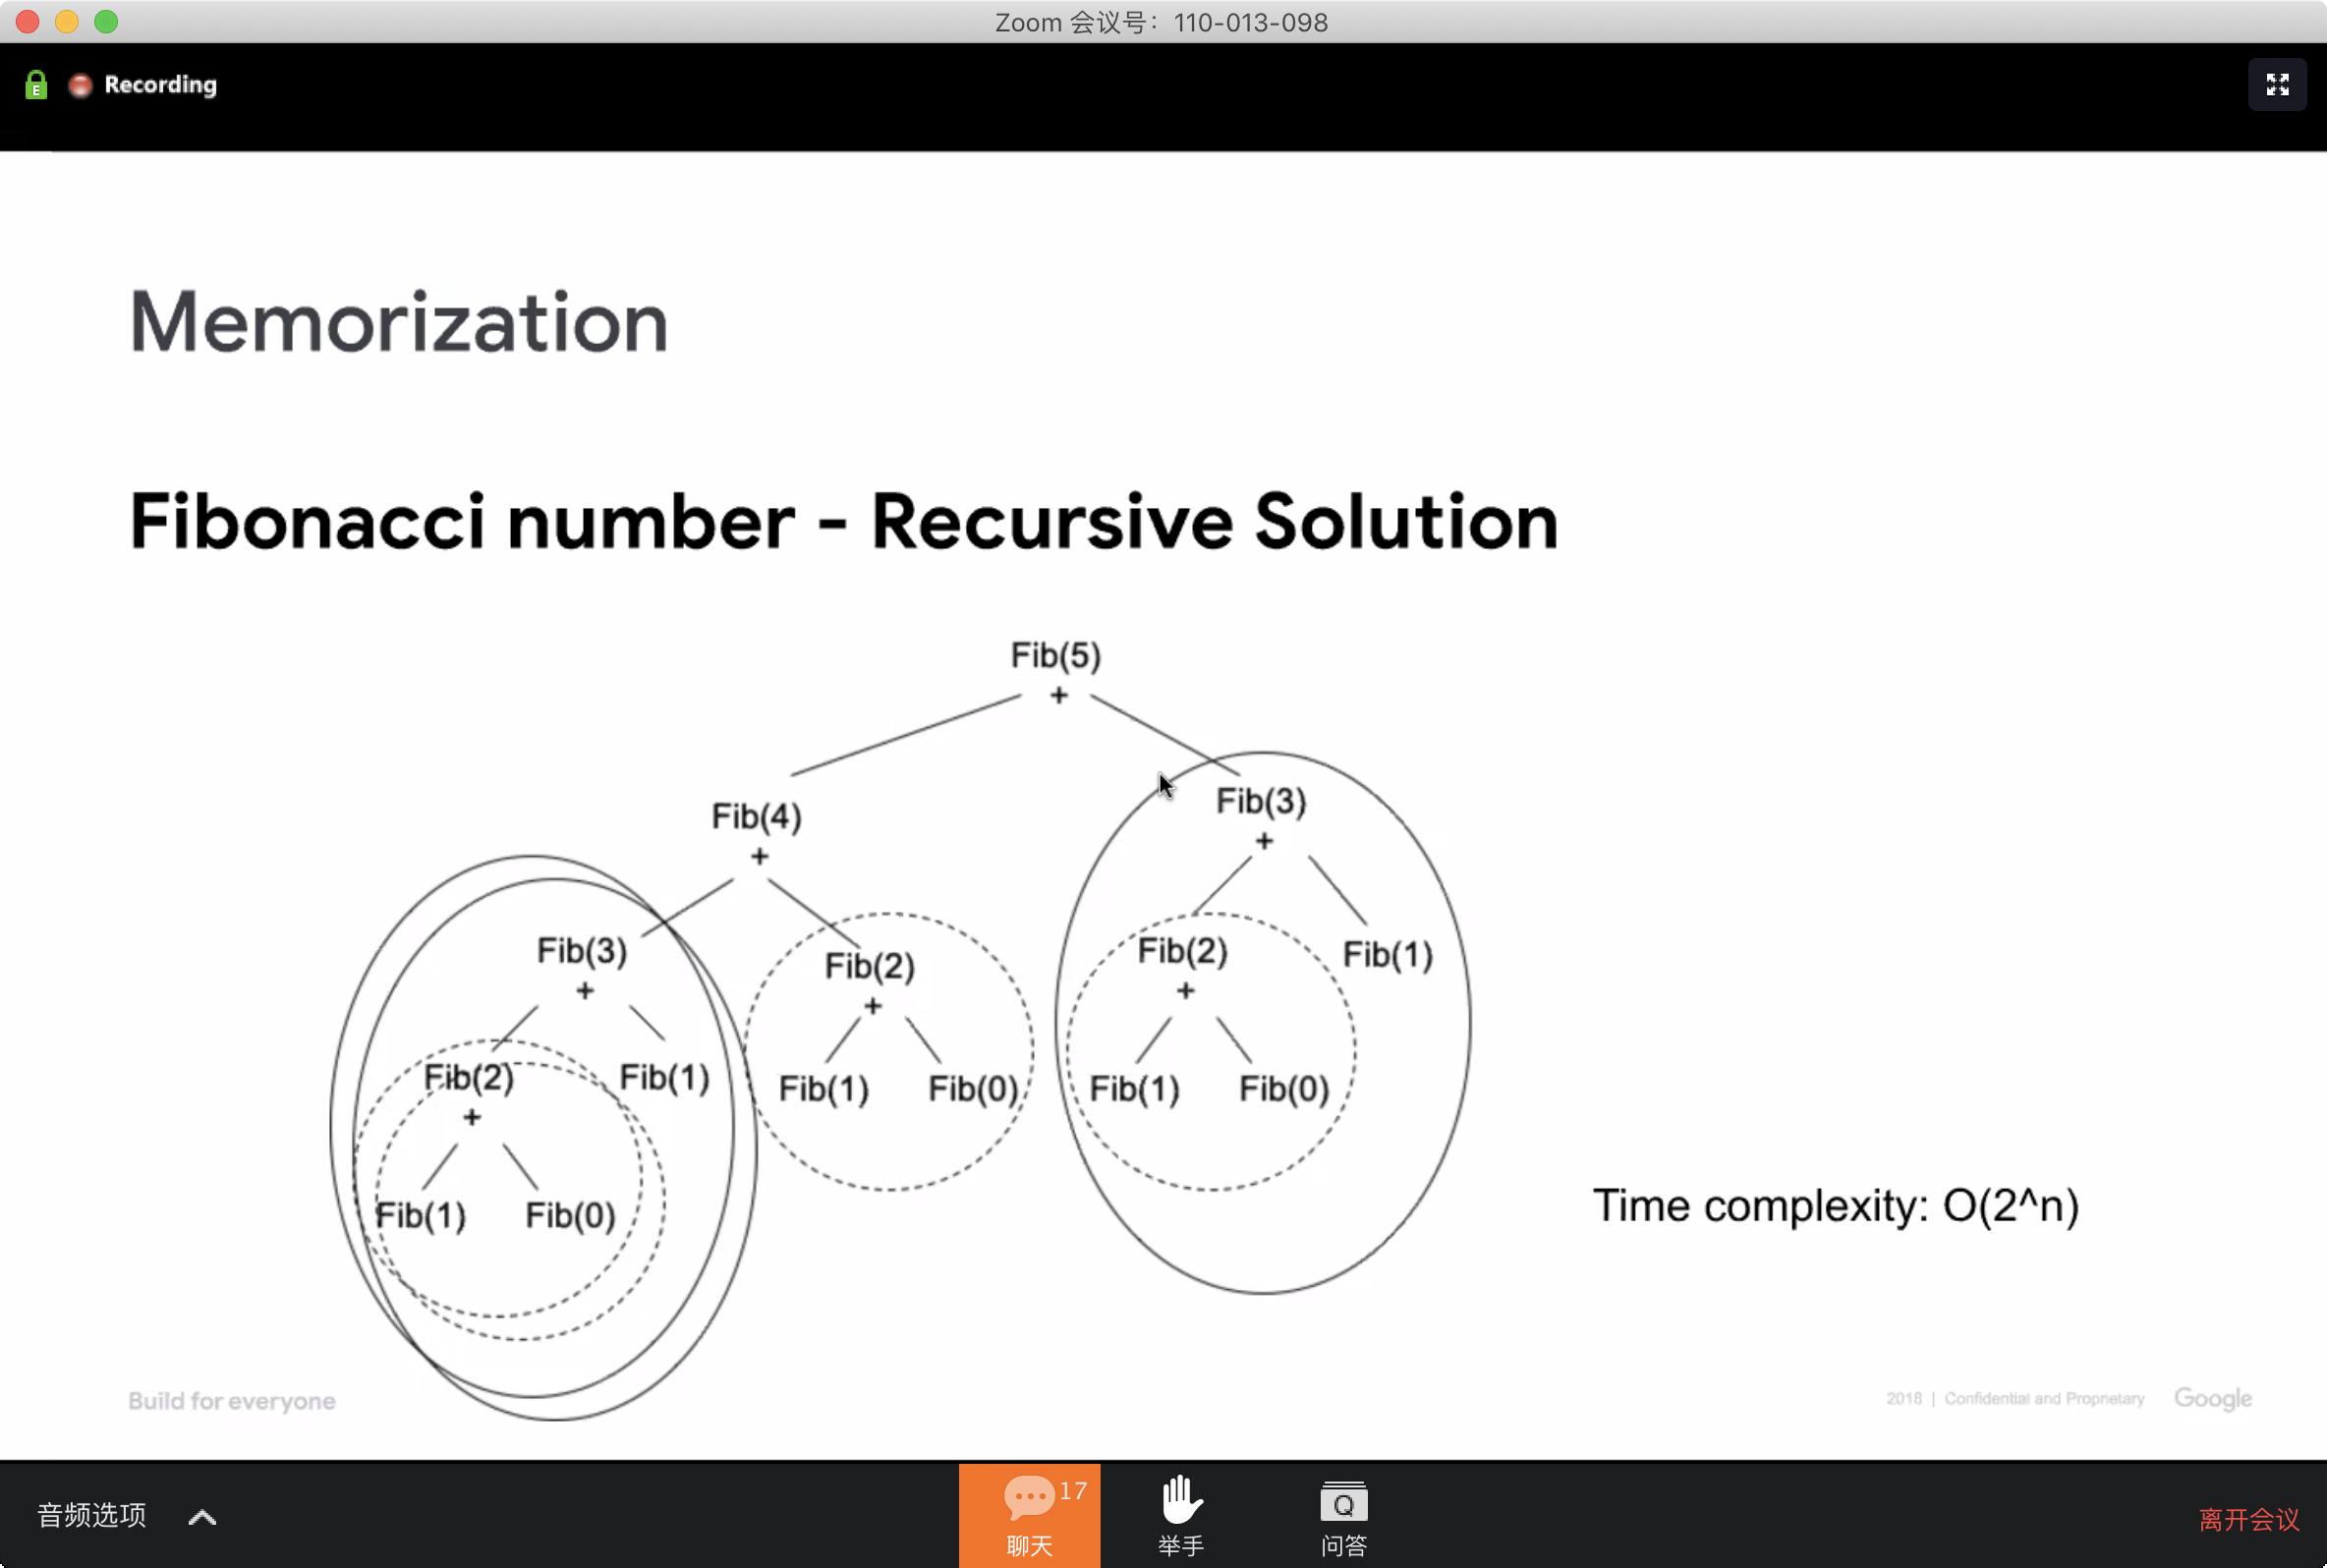 Zoom 会议号：110-013-098
E
Recording
Memorization
Fibonacci number - Recursive Solution
Fib(5)
+
Fib(4)
+
Fib(3)
+
Fib(3)
+
Fib(2)
+
Fib(2)
+
Fib(1)
Fib(2)
+
Fib(1)
Fib(1)
Fib(0)
Fib(1)
Fib(0)
Fib(1)
Fib(0)
Time complexity: O(2^n)
Build for everyone
2018 | Confidential and Proprietary
Google
音频选项
17
聊天
举手
Q
问答
离开会议